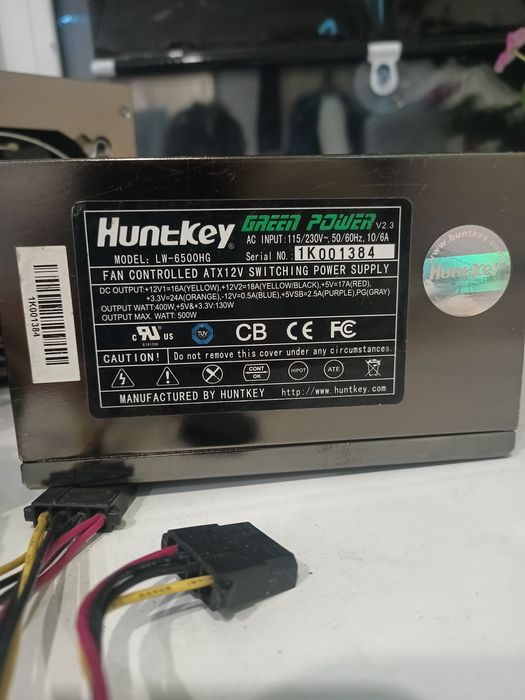 Huntkey® GREEN POWER V2.3
AC INPUT:115/230V~, 50/60Hz, 10/6A
MODEL: LW-6500HG
Serial NO.: 1K001384
FAN CONTROLLED ATX12V SWITCHING POWER SUPPLY
DC OUTPUT:+12V1=16A(YELLOW),+12V2=18A(YELLOW/BLACK),+5V=17A(RED),
+3.3V=24A(ORANGE),-12V=0.5A(BLUE),+5VSB=2.5A(PURPLE),PG(GRAY)
OUTPUT WATT:400W,+5V&+3.3V:130W
OUTPUT MAX. WATT: 500W
c UL us TÜV CB CE FC
CAUTION! Do not remove this cover under any circumstances.
CONT OK HIPOT ATE
MANUFACTURED BY HUNTKEY http://www.huntkey.com
1K001384
www.huntkey.com
Huntkey